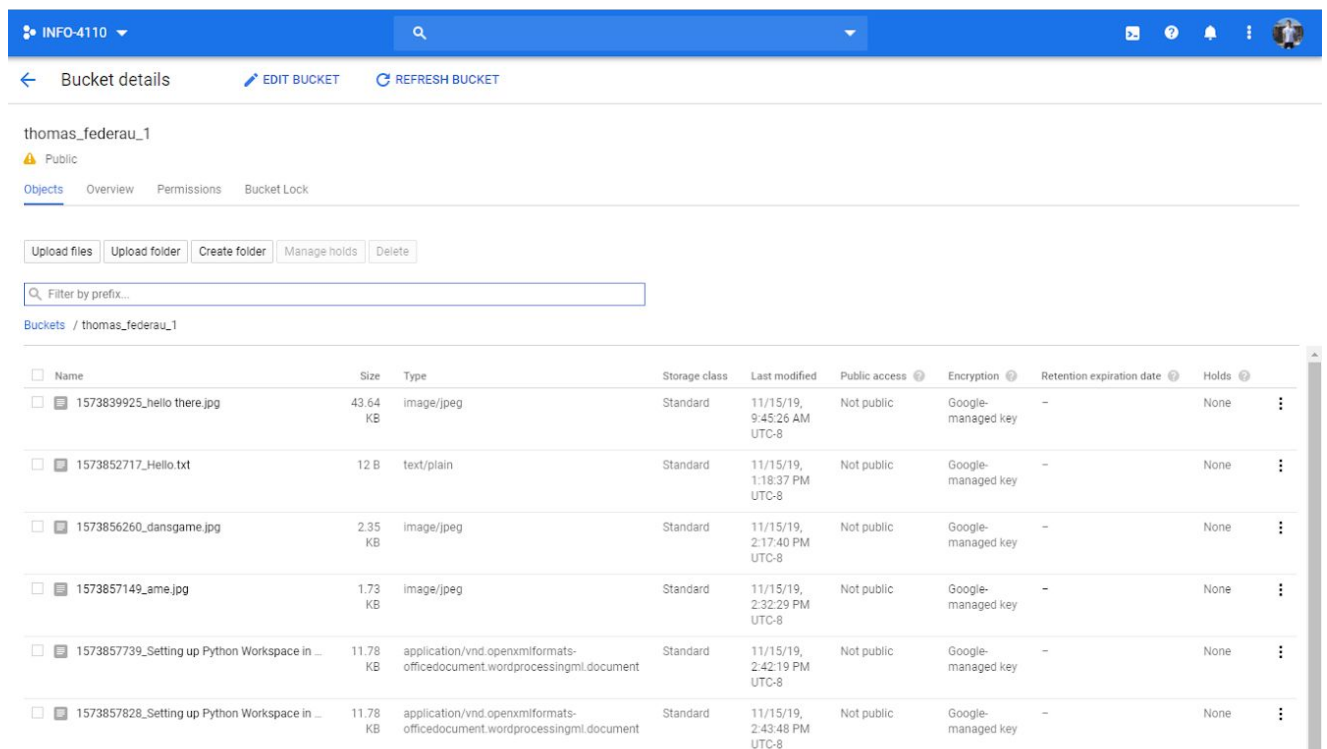 INFO-4110
Bucket details EDIT BUCKET REFRESH BUCKET
thomas_federau_1
Public
Objects Overview Permissions Bucket Lock
Upload files Upload folder Create folder Manage holds Delete
Filter by prefix...
Buckets / thomas_federau_1
Name Size Type Storage class Last modified Public access Encryption Retention expiration date Holds
1573839925_hello there.jpg 43.64 image/jpeg Standard 11/15/19, Not public Google- – None
KB 9:45:26 AM managed key
UTC-8
1573852717_Hello.txt 12 B text/plain Standard 11/15/19, Not public Google- – None
1:18:37 PM managed key
UTC-8
1573856260_dansgame.jpg 2.35 image/jpeg Standard 11/15/19, Not public Google- – None
KB 2:17:40 PM managed key
UTC-8
1573857149_ame.jpg 1.73 image/jpeg Standard 11/15/19, Not public Google- – None
KB 2:32:29 PM managed key
UTC-8
1573857739_Setting up Python Workspace in ... 11.78 application/vnd.openxmlformats- Standard 11/15/19, Not public Google- – None
KB officedocument.wordprocessingml.document 2:42:19 PM managed key
UTC-8
1573857828_Setting up Python Workspace in ... 11.78 application/vnd.openxmlformats- Standard 11/15/19, Not public Google- – None
KB officedocument.wordprocessingml.document 2:43:48 PM managed key
UTC-8